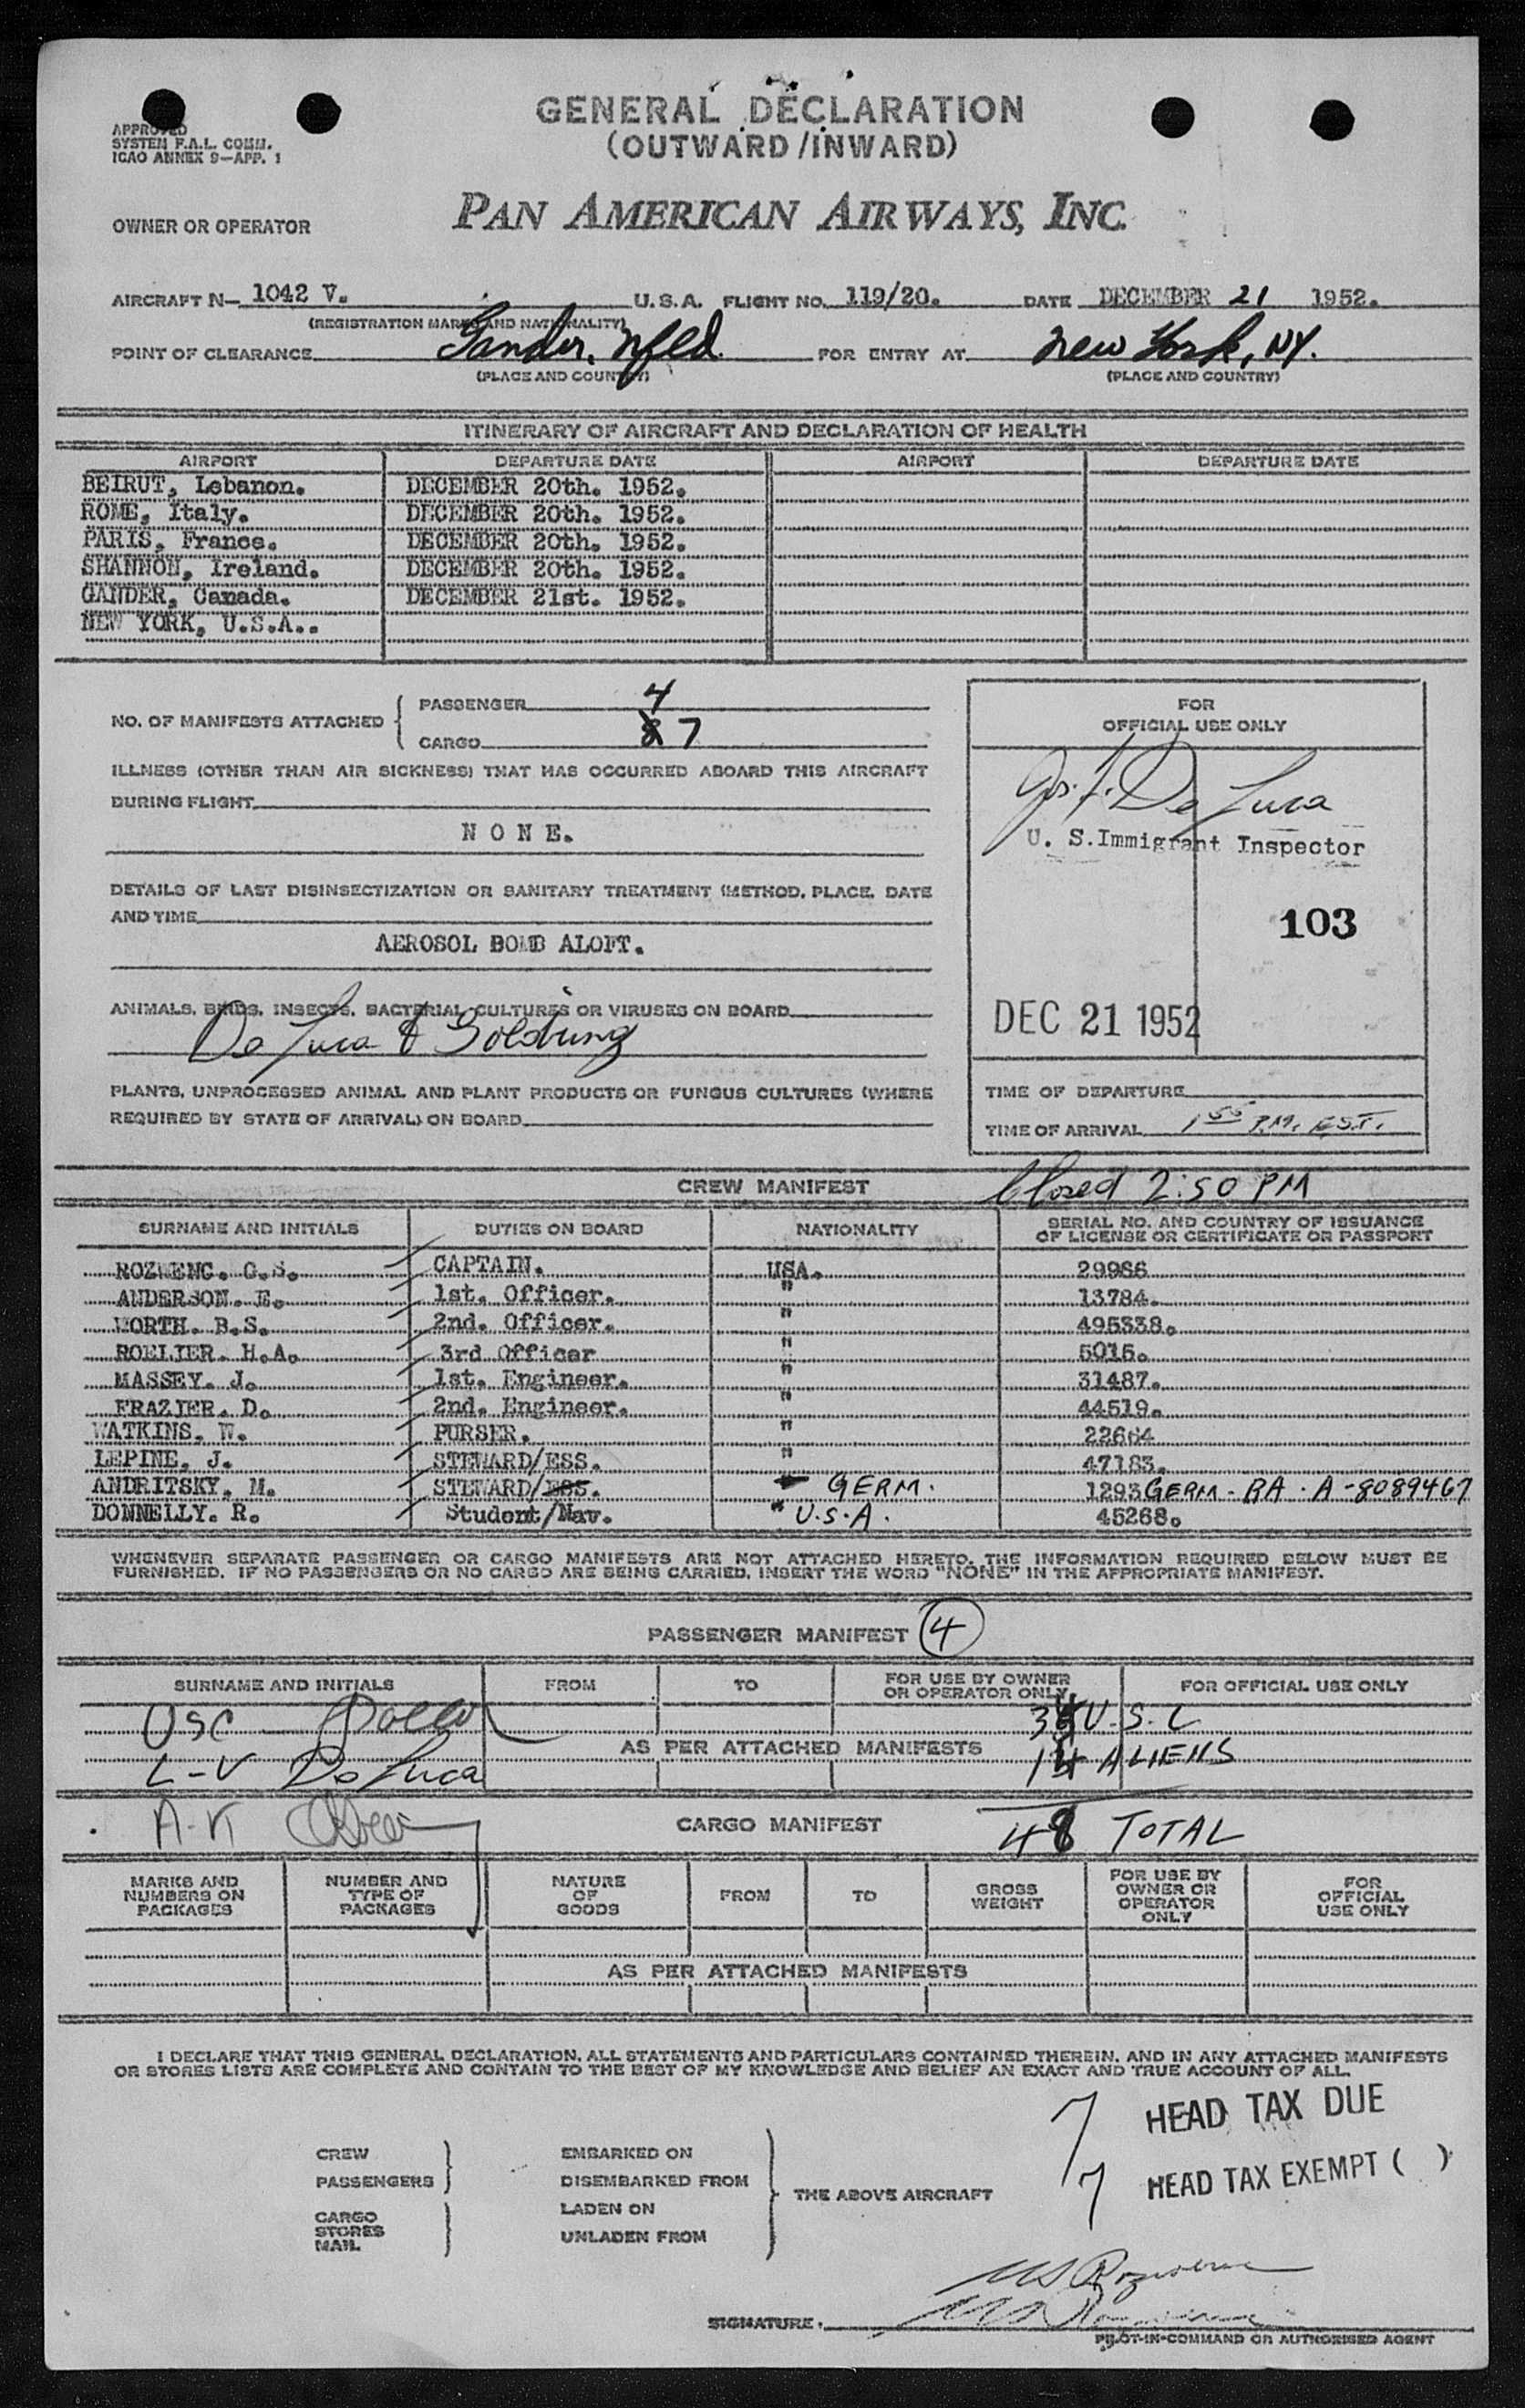 GENERAL DECLARATION
(OUTWARD/INWARD)
APPROVED
SYSTEM F.A.L. COMM.
ICAO ANNEX 9—APP. 1
OWNER OR OPERATOR PAN AMERICAN AIRWAYS, INC.
AIRCRAFT N— 1042 V. U.S.A. FLIGHT NO. 119/20. DATE DECEMBER 21 1952.
(REGISTRATION MARKS AND NATIONALITY)
POINT OF CLEARANCE Gander, Nfld. FOR ENTRY AT New York, NY.
(PLACE AND COUNTRY) (PLACE AND COUNTRY)
ITINERARY OF AIRCRAFT AND DECLARATION OF HEALTH
AIRPORT DEPARTURE DATE AIRPORT DEPARTURE DATE
BEIRUT, Lebanon. DECEMBER 20th. 1952.
ROME, Italy. DECEMBER 20th. 1952.
PARIS, France. DECEMBER 20th. 1952.
SHANNON, Ireland. DECEMBER 20th. 1952.
GANDER, Canada. DECEMBER 21st. 1952.
NEW YORK, U.S.A..
NO. OF MANIFESTS ATTACHED
PASSENGER 4
CARGO 7
ILLNESS (OTHER THAN AIR SICKNESS) THAT HAS OCCURRED ABOARD THIS AIRCRAFT
DURING FLIGHT
NONE.
DETAILS OF LAST DISINSECTIZATION OR SANITARY TREATMENT (METHOD, PLACE, DATE
AND TIME
AEROSOL BOMB ALOFT.
ANIMALS, BIRDS, INSECTS, BACTERIAL CULTURES OR VIRUSES ON BOARD
De Luca & Goldung
PLANTS, UNPROCESSED ANIMAL AND PLANT PRODUCTS OR FUNGUS CULTURES (WHERE
REQUIRED BY STATE OF ARRIVAL) ON BOARD
FOR
OFFICIAL USE ONLY
Jos. F. De Luca
U. S. Immigrant Inspector
103
DEC 21 1952
TIME OF DEPARTURE
TIME OF ARRIVAL 1 55 P.M. EST.
Closed 2:50 PM
CREW MANIFEST
SURNAME AND INITIALS DUTIES ON BOARD NATIONALITY SERIAL NO. AND COUNTRY OF ISSUANCE
OF LICENSE OR CERTIFICATE OR PASSPORT
ROZWENC. G.S. CAPTAIN. USA. 29986
ANDERSON. E. 1st. Officer. " 13784.
WORTH. B.S. 2nd. Officer. " 495338.
ROELIER. H.A. 3rd Officer " 5015.
MASSEY. J. 1st. Engineer. " 31487.
FRAZIER. D. 2nd. Engineer. " 44519.
WATKINS. W. PURSER. " 22664
LEPINE. J. STEWARD/ESS. " 47183.
ANDRITSKY. M. STEWARD/ESS. GERM. 1293 GERM - RA. A-8089467
DONNELLY. R. Student/Nav. " U.S.A. 45268.
WHENEVER SEPARATE PASSENGER OR CARGO MANIFESTS ARE NOT ATTACHED HERETO, THE INFORMATION REQUIRED BELOW MUST BE
FURNISHED. IF NO PASSENGERS OR NO CARGO ARE BEING CARRIED, INSERT THE WORD "NONE" IN THE APPROPRIATE MANIFEST.
PASSENGER MANIFEST 4
SURNAME AND INITIALS FROM TO FOR USE BY OWNER
OR OPERATOR ONLY FOR OFFICIAL USE ONLY
USC 34 U.S.C
AS PER ATTACHED MANIFESTS
L-V De Luca 14 ALIENS
A-K
CARGO MANIFEST 48 TOTAL
MARKS AND
NUMBERS ON
PACKAGES
NUMBER AND
TYPE OF
PACKAGES
NATURE
OF
GOODS
FROM
TO
GROSS
WEIGHT
FOR USE BY
OWNER OR
OPERATOR
ONLY
FOR
OFFICIAL
USE ONLY
AS PER ATTACHED MANIFESTS
I DECLARE THAT THIS GENERAL DECLARATION, ALL STATEMENTS AND PARTICULARS CONTAINED THEREIN, AND IN ANY ATTACHED MANIFESTS
OR STORES LISTS ARE COMPLETE AND CONTAIN TO THE BEST OF MY KNOWLEDGE AND BELIEF AN EXACT AND TRUE ACCOUNT OF ALL.
7 HEAD TAX DUE
7 HEAD TAX EXEMPT ( )
CREW
PASSENGERS
CARGO
STORES
MAIL
EMBARKED ON
DISEMBARKED FROM
LADEN ON
UNLADEN FROM
THE ABOVE AIRCRAFT
SIGNATURE.
PILOT-IN-COMMAND OR AUTHORISED AGENT